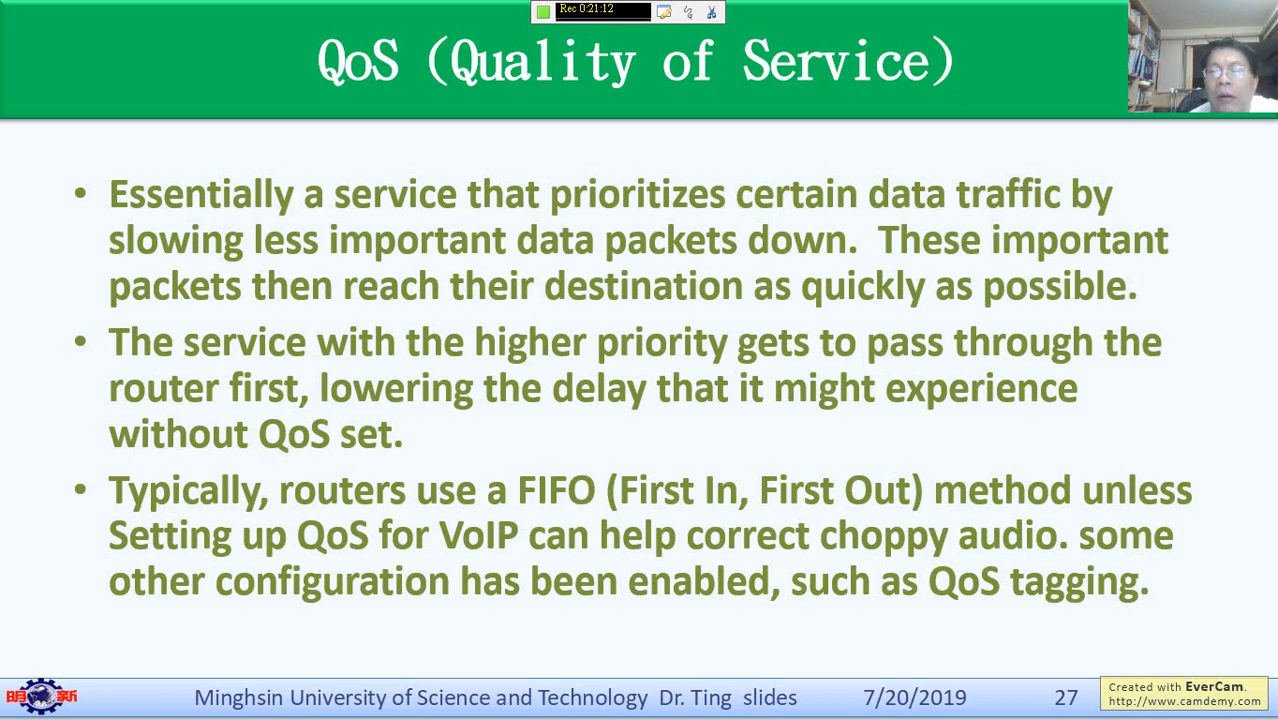 Rec 0:21:12
QoS (Quality of Service)
• Essentially a service that prioritizes certain data traffic by
slowing less important data packets down.  These important
packets then reach their destination as quickly as possible.
• The service with the higher priority gets to pass through the
router first, lowering the delay that it might experience
without QoS set.
• Typically, routers use a FIFO (First In, First Out) method unless
Setting up QoS for VoIP can help correct choppy audio. some
other configuration has been enabled, such as QoS tagging.
明 新
Minghsin University of Science and Technology  Dr. Ting  slides
7/20/2019
27
Created with EverCam.
http://www.camdemy.com